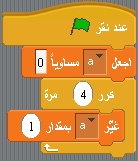 عند نقر
اجعل a مساوياً 0
كرر 4 مرة
غيّر a بمقدار 1